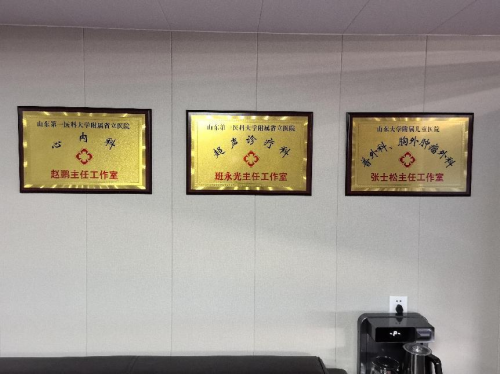 山东第一医科大学附属省立医院
心内科
赵鹏主任工作室
山东第一医科大学附属省立医院
超声诊疗科
班永光主任工作室
山东大学附属儿童医院
普外科、胸外肿瘤外科
张士松主任工作室